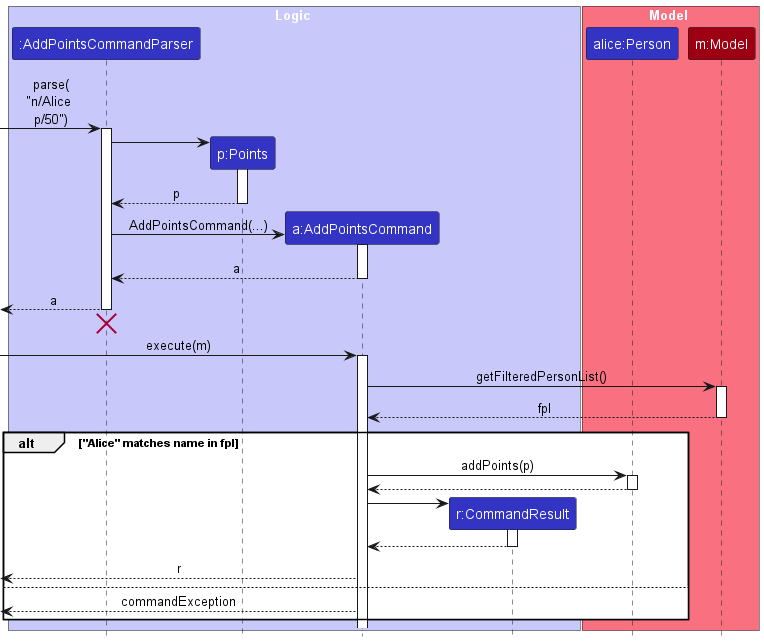 Logic
Model
:AddPointsCommandParser
alice:Person
m:Model
parse(
"n/Alice
p/50")
p:Points
p
AddPointsCommand(...)
a:AddPointsCommand
a
a
execute(m)
getFilteredPersonList()
fpl
alt
["Alice" matches name in fpl]
addPoints(p)
r:CommandResult
r
commandException